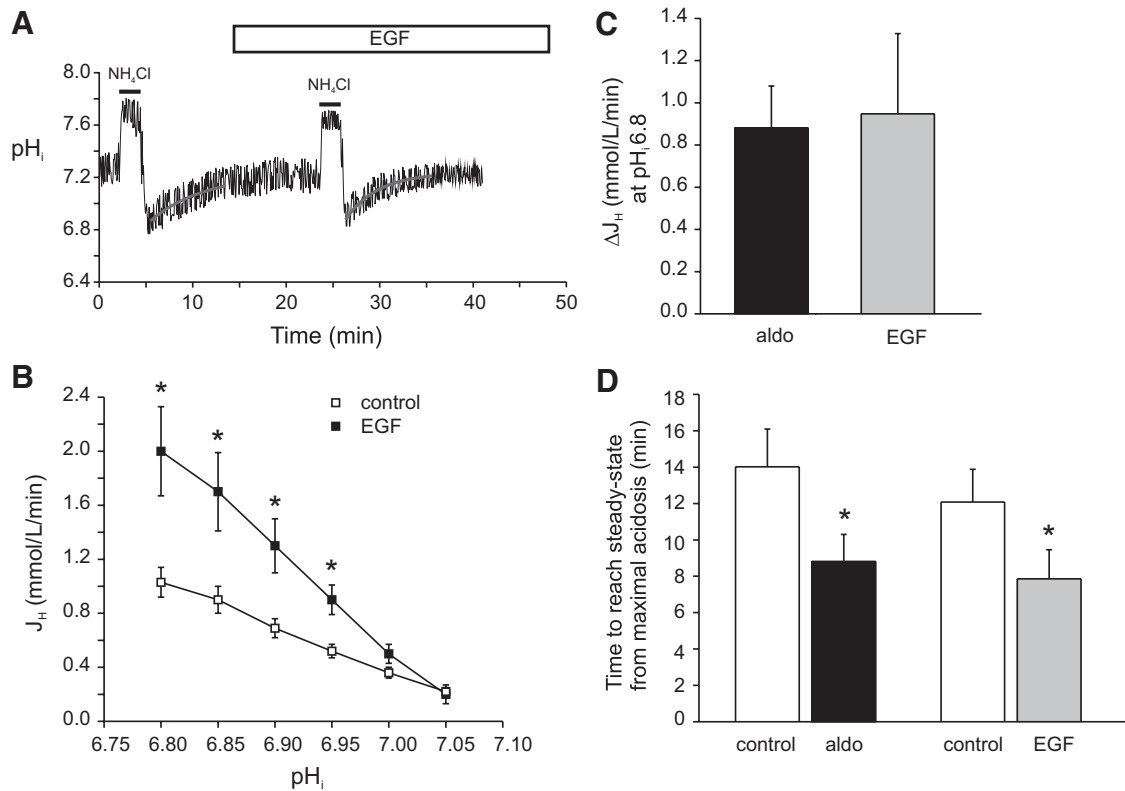 A
EGF
NH₄Cl
NH₄Cl
8.0
7.6
7.2
6.8
6.4
pHᵢ
0 10 20 30 40 50
Time (min)
B
2.4
2.0
1.6
1.2
0.8
0.4
0.0
J_H (mmol/L/min)
* * * *
control
EGF
6.75 6.80 6.85 6.90 6.95 7.00 7.05 7.10
pHᵢ
C
1.4
1.2
1.0
0.8
0.6
0.4
0.2
0.0
ΔJ_H (mmol/L/min)
at pHᵢ 6.8
aldo EGF
D
18
16
14
12
10
8
6
4
2
0
Time to reach steady-state
from maximal acidosis (min)
* *
control aldo control EGF